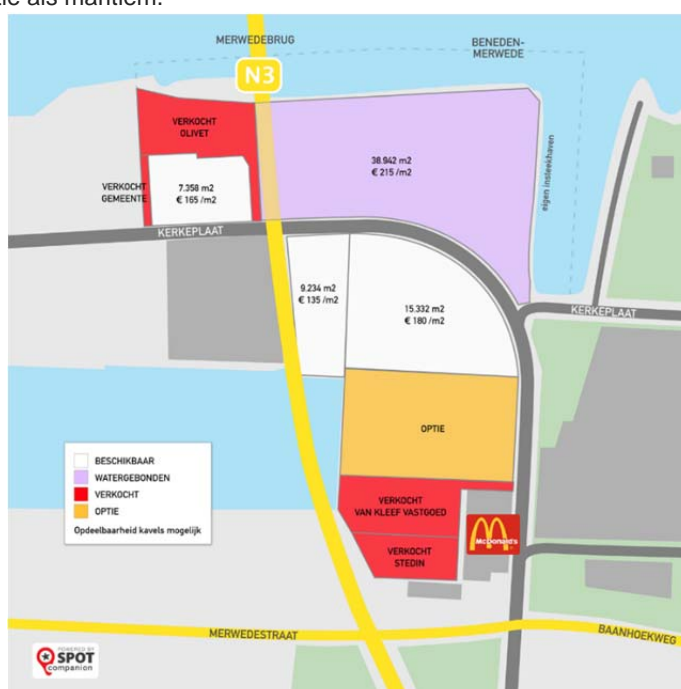 MERWEDEBRUG
BENEDEN-
MERWEDE
N3
VERKOCHT
OLIVET
38.942 m2
€ 215 /m2
eigen insteekhaven
VERKOCHT
GEMEENTE
7.358 m2
€ 165 /m2
KERKEPLAAT
9.234 m2
€ 135 /m2
15.332 m2
€ 180 /m2
KERKEPLAAT
OPTIE
BESCHIKBAAR
WATERGEBONDEN
VERKOCHT
OPTIE
Opdeelbaarheid kavels mogelijk
VERKOCHT
VAN KLEEF VASTGOED
McDonald's
VERKOCHT
STEDIN
MERWEDESTRAAT
BAANHOEKWEG
POWERED BY
SPOT
companion